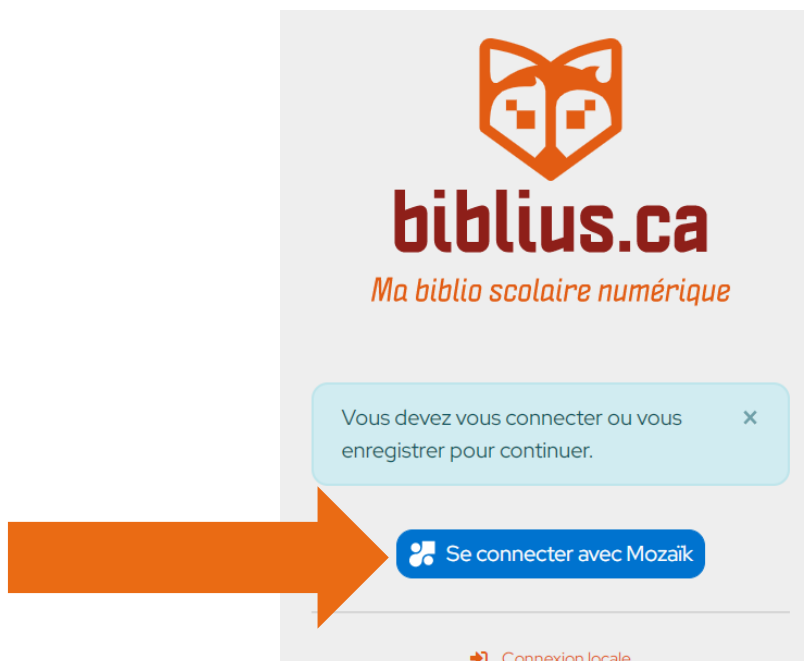 biblius.ca
Ma biblio scolaire numérique
Vous devez vous connecter ou vous
enregistrer pour continuer.
×
Se connecter avec Mozaïk
Connexion locale